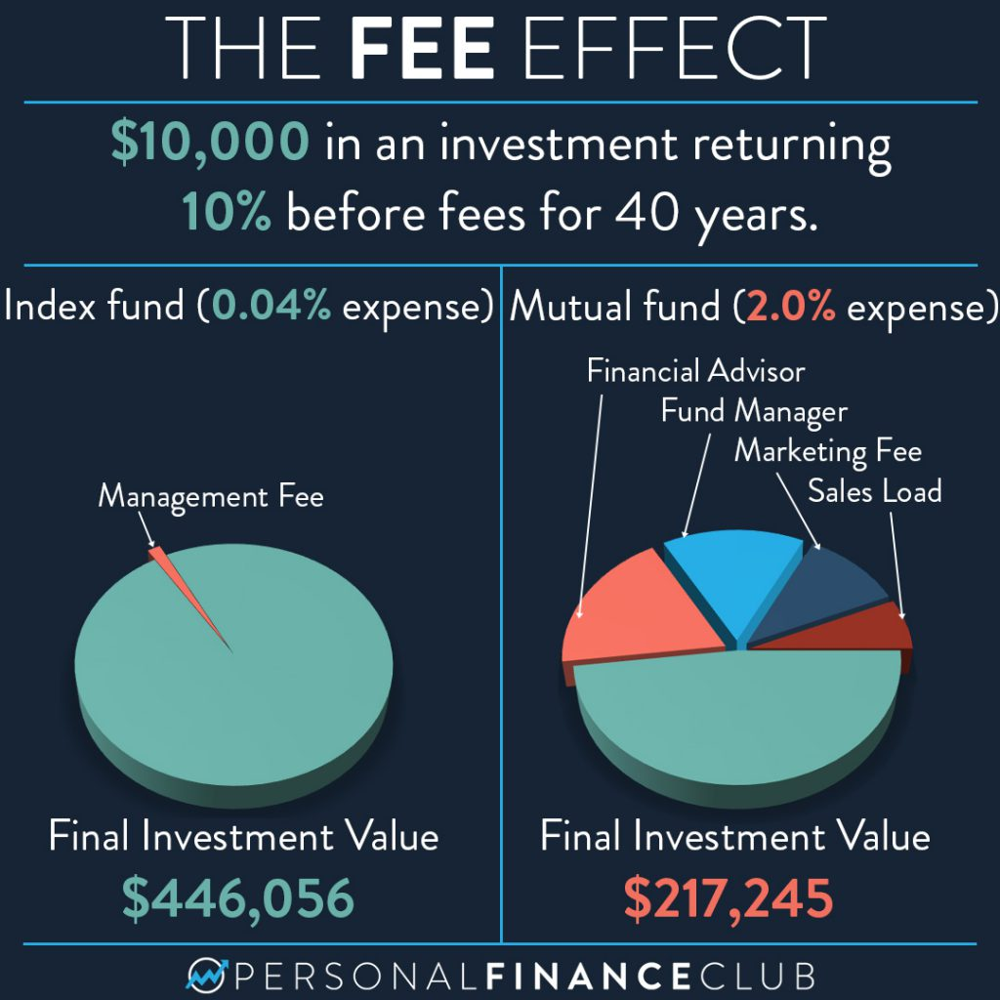 THE FEE EFFECT
$10,000 in an investment returning
10% before fees for 40 years.
Index fund (0.04% expense)
Management Fee
Final Investment Value
$446,056
Mutual fund (2.0% expense)
Financial Advisor
Fund Manager
Marketing Fee
Sales Load
Final Investment Value
$217,245
PERSONALFINANCECLUB